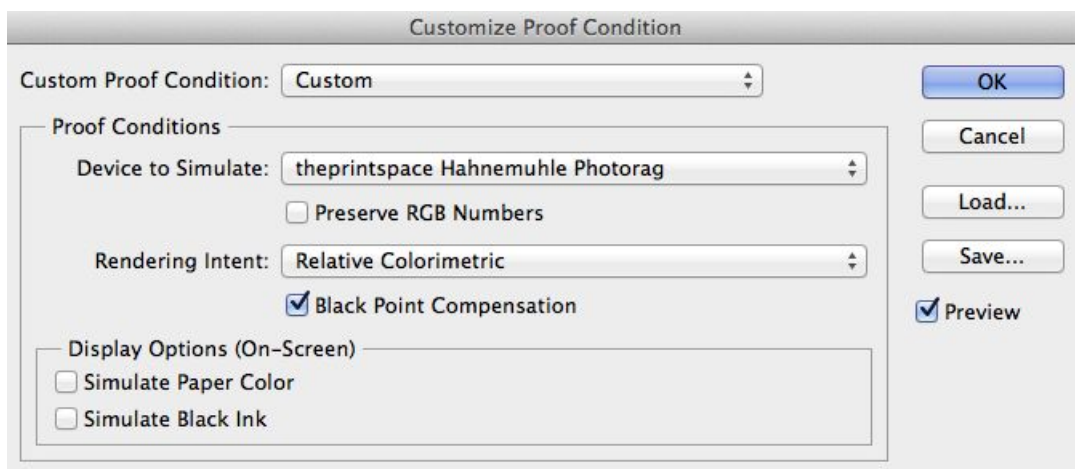 Customize Proof Condition
Custom Proof Condition: Custom
OK
Proof Conditions
Cancel
Device to Simulate: theprintspace Hahnemuhle Photorag
Preserve RGB Numbers
Load...
Rendering Intent: Relative Colorimetric
Save...
Black Point Compensation
Preview
Display Options (On-Screen)
Simulate Paper Color
Simulate Black Ink